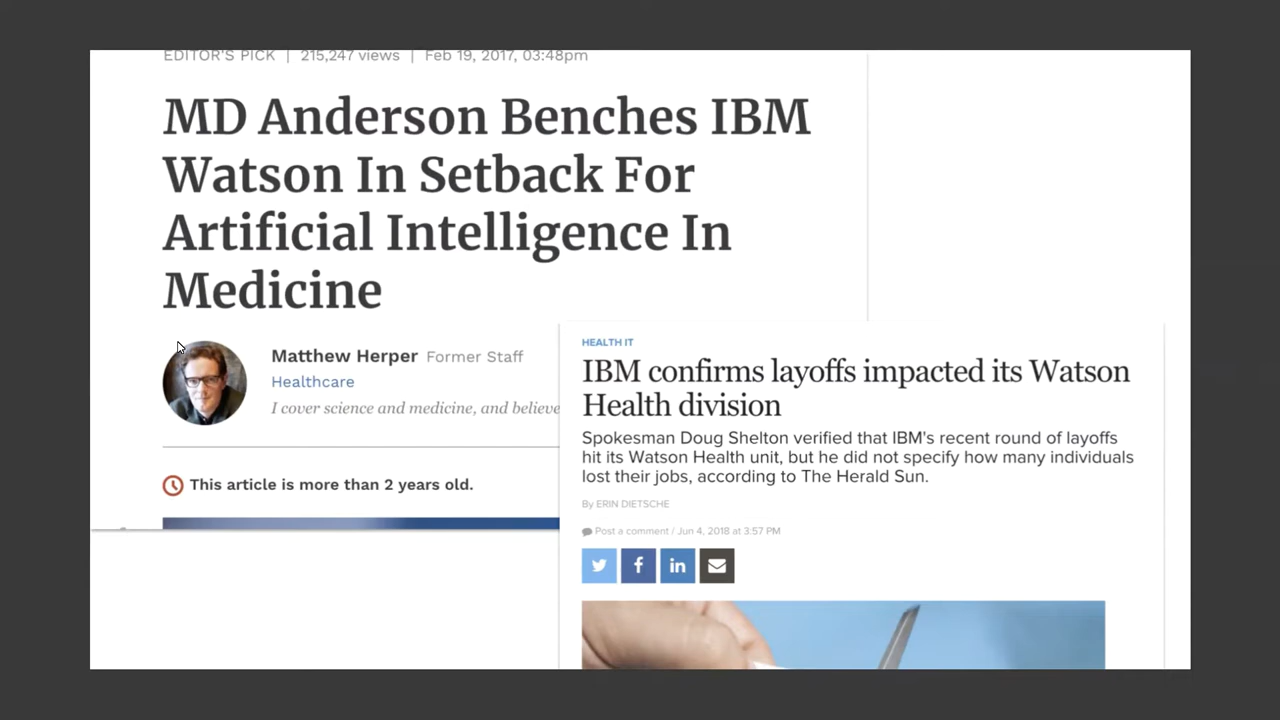 EDITOR'S PICK | 215,247 views | Feb 19, 2017, 03:48pm
MD Anderson Benches IBM
Watson In Setback For
Artificial Intelligence In
Medicine
Matthew Herper Former Staff
Healthcare
I cover science and medicine, and believe
This article is more than 2 years old.
HEALTH IT
IBM confirms layoffs impacted its Watson
Health division
Spokesman Doug Shelton verified that IBM's recent round of layoffs
hit its Watson Health unit, but he did not specify how many individuals
lost their jobs, according to The Herald Sun.
By ERIN DIETSCHE
Post a comment / Jun 4, 2018 at 3:57 PM